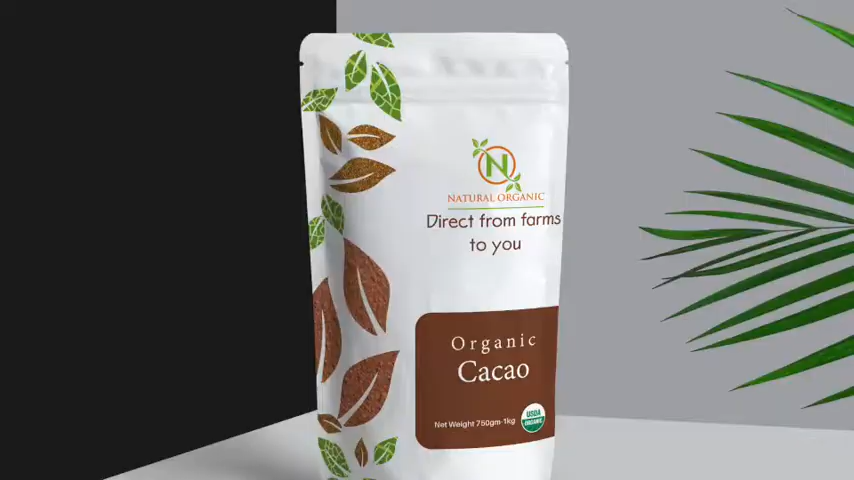 N
NATURAL ORGANIC
Direct from farms
to you
Organic
Cacao
Net Weight 750gm-1kg
USDA
ORGANIC